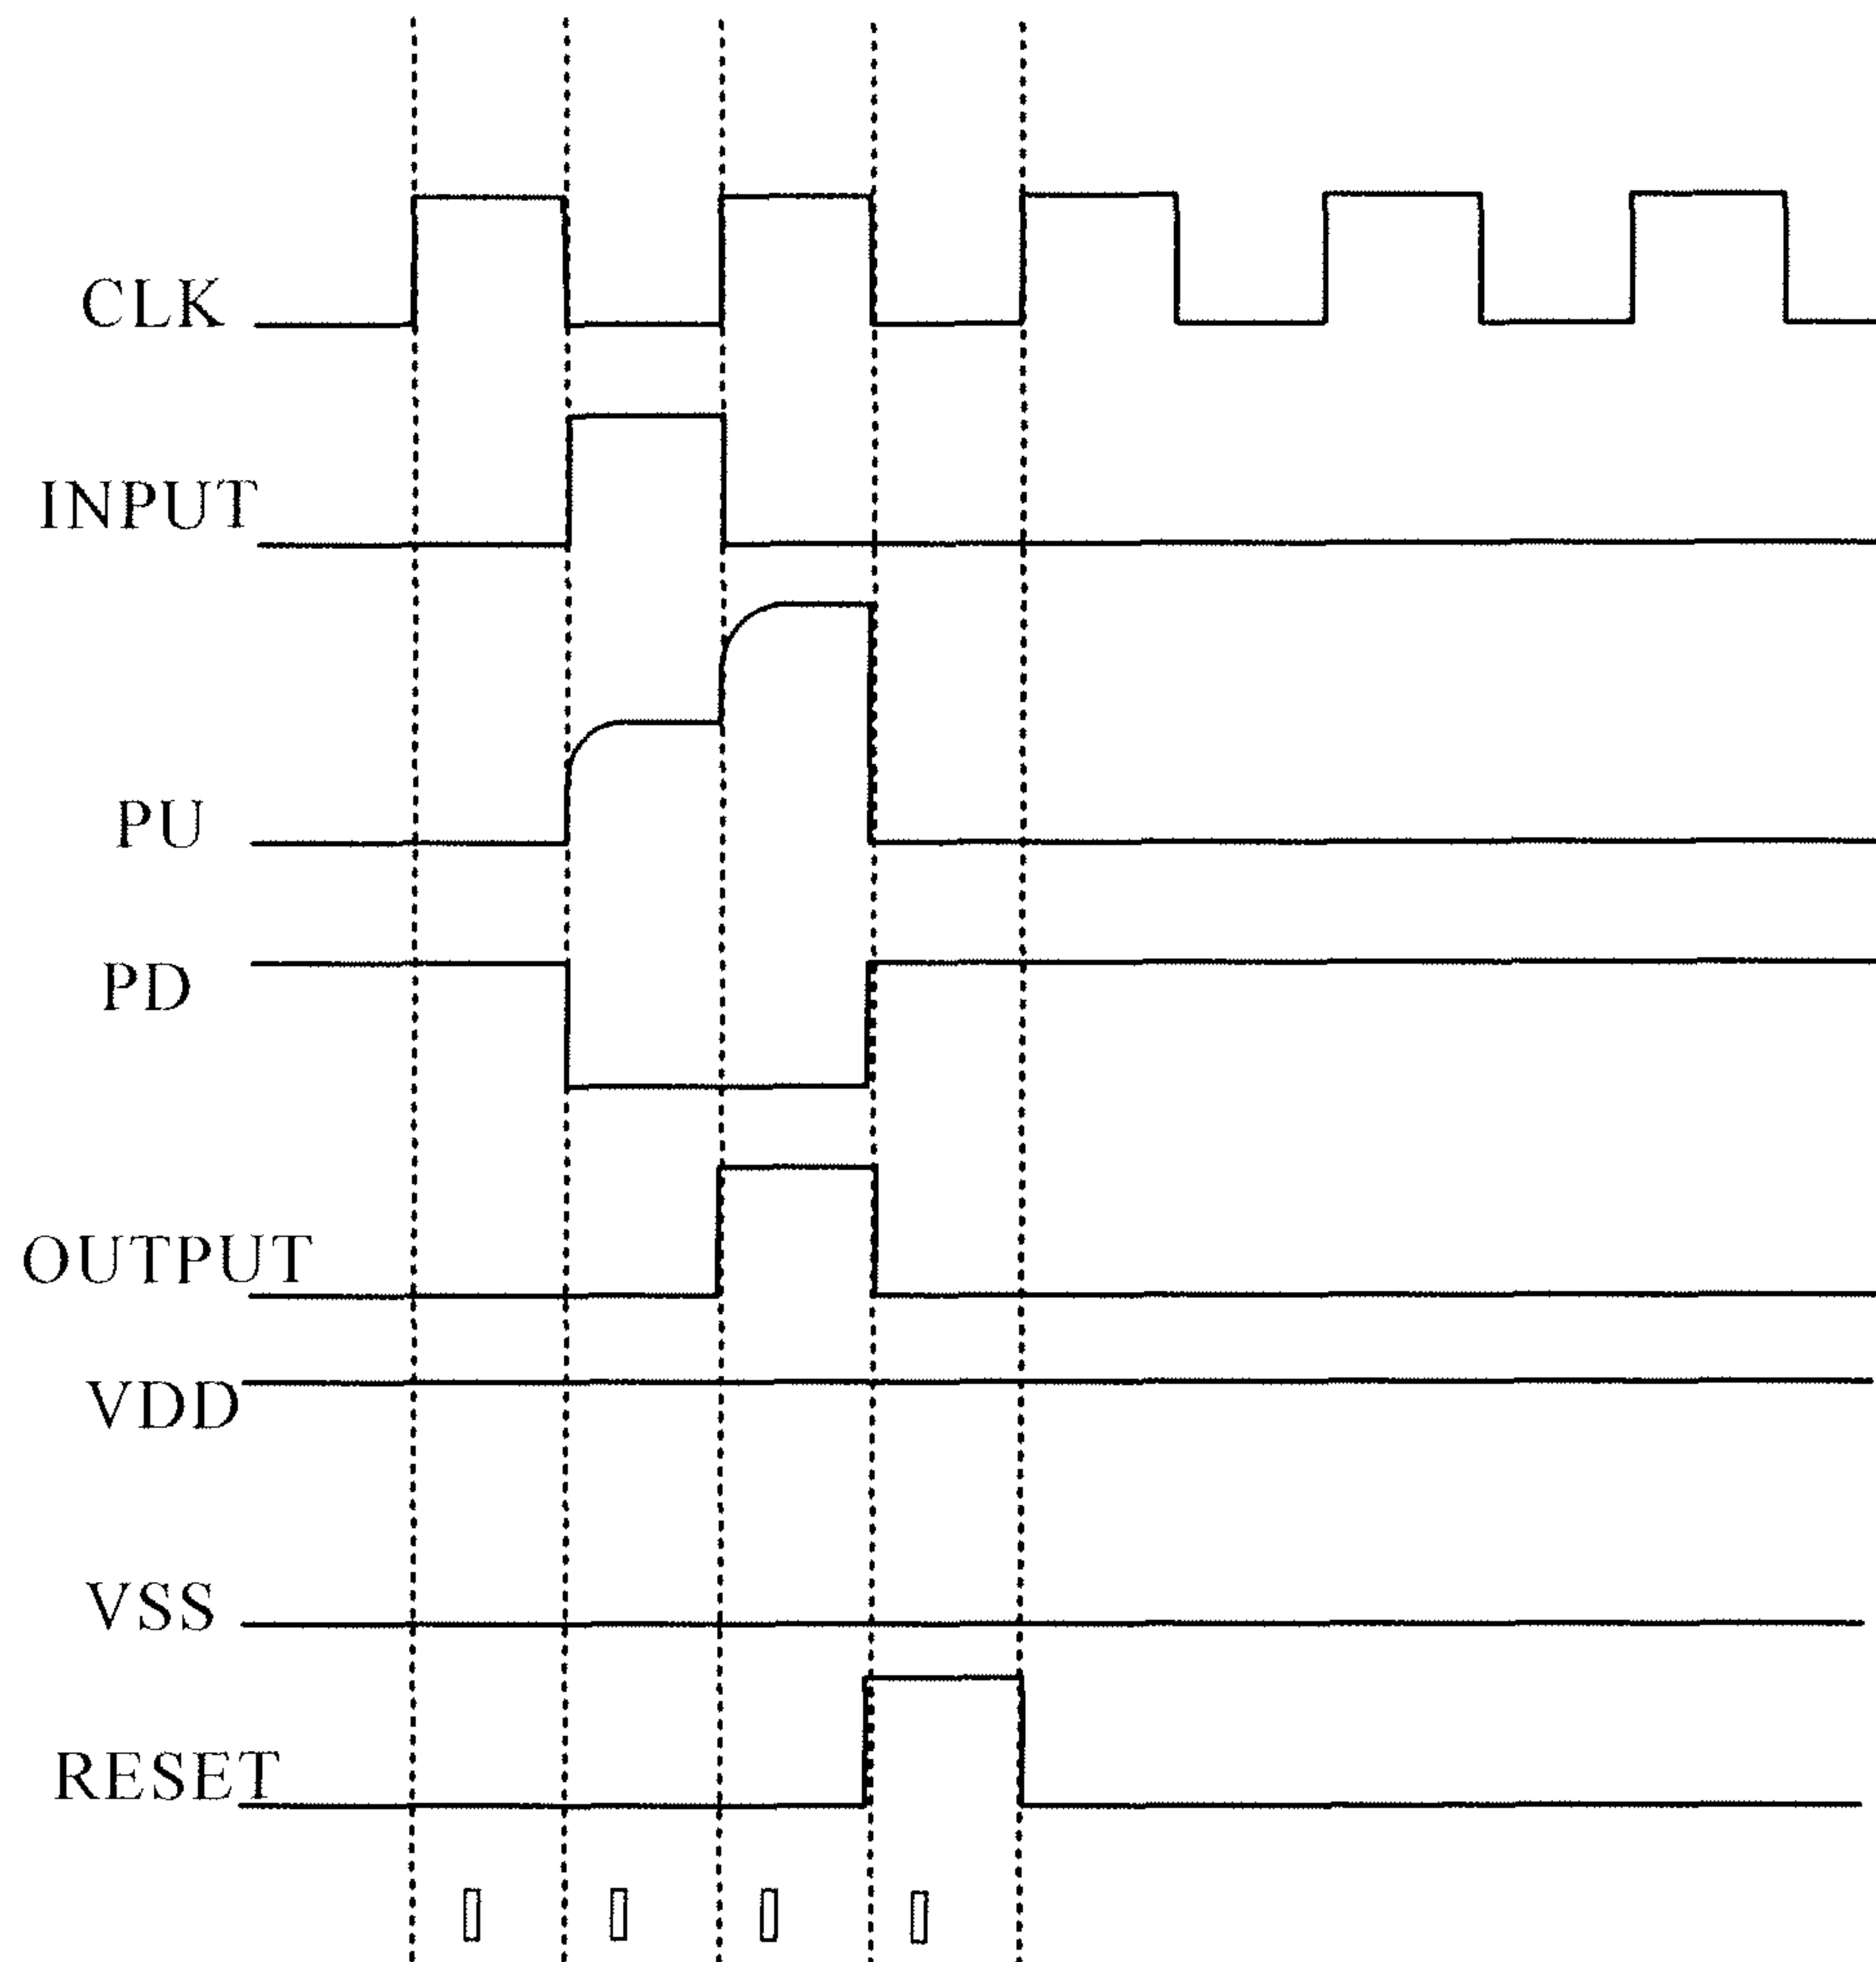 CLK
INPUT
PU
PD
OUTPUT
VDD
VSS
RESET